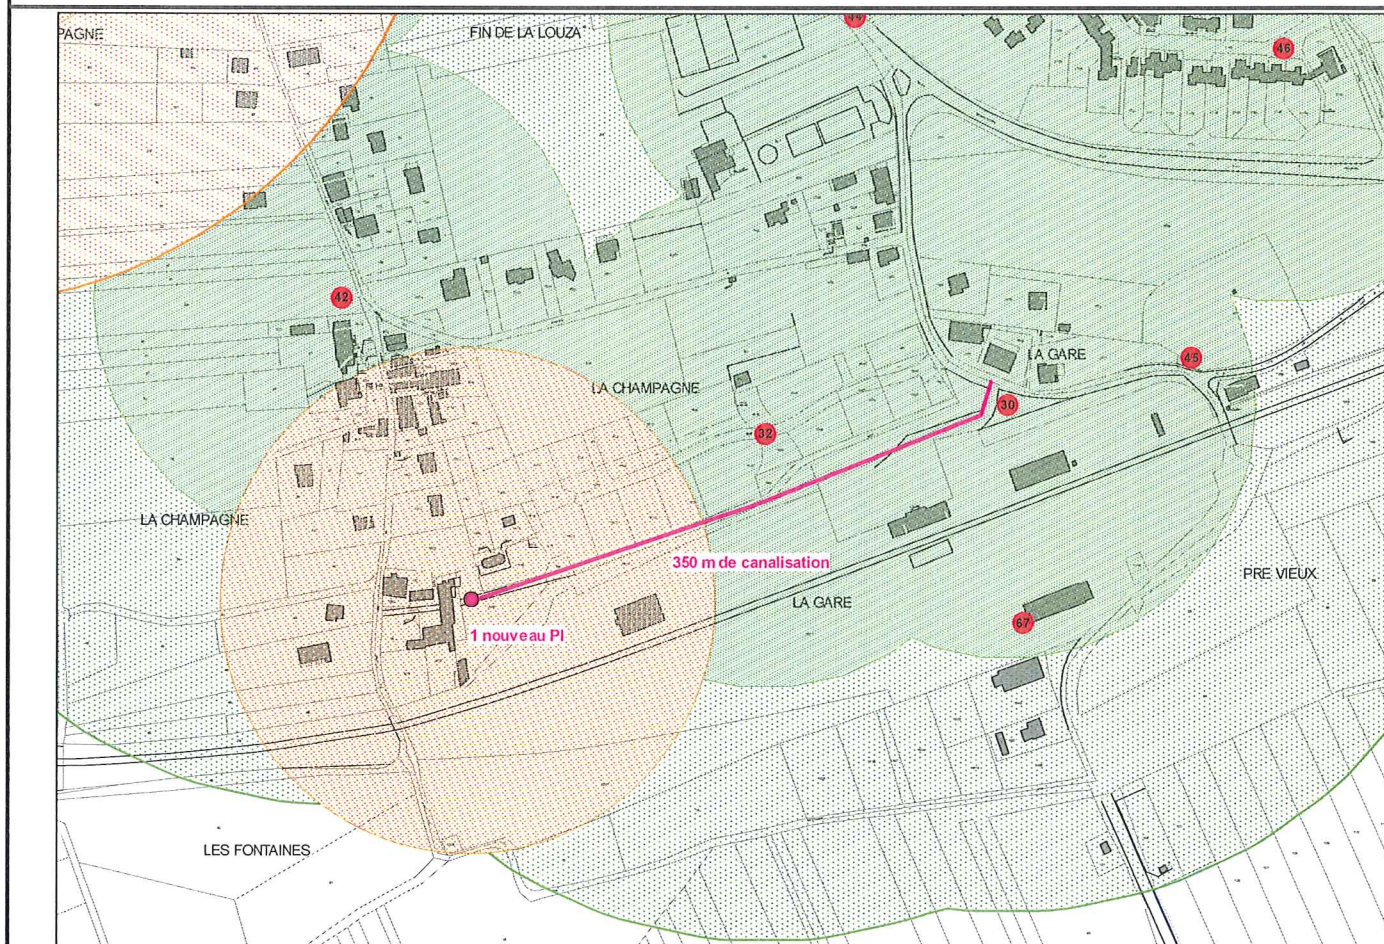 PAGNE
FIN DE LA LOUZA
44
46
42
LA GARE
45
LA CHAMPAGNE
30
32
LA CHAMPAGNE
350 m de canalisation
PRE VIEUX
LA GARE
67
1 nouveau PI
LES FONTAINES